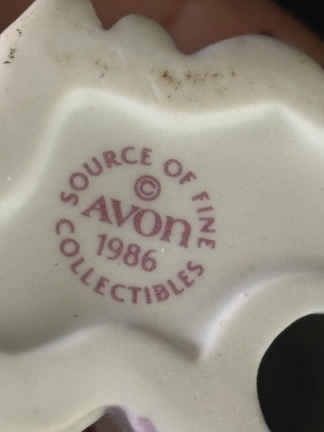 SOURCE OF FINE
©
AVON
1986
COLLECTIBLES